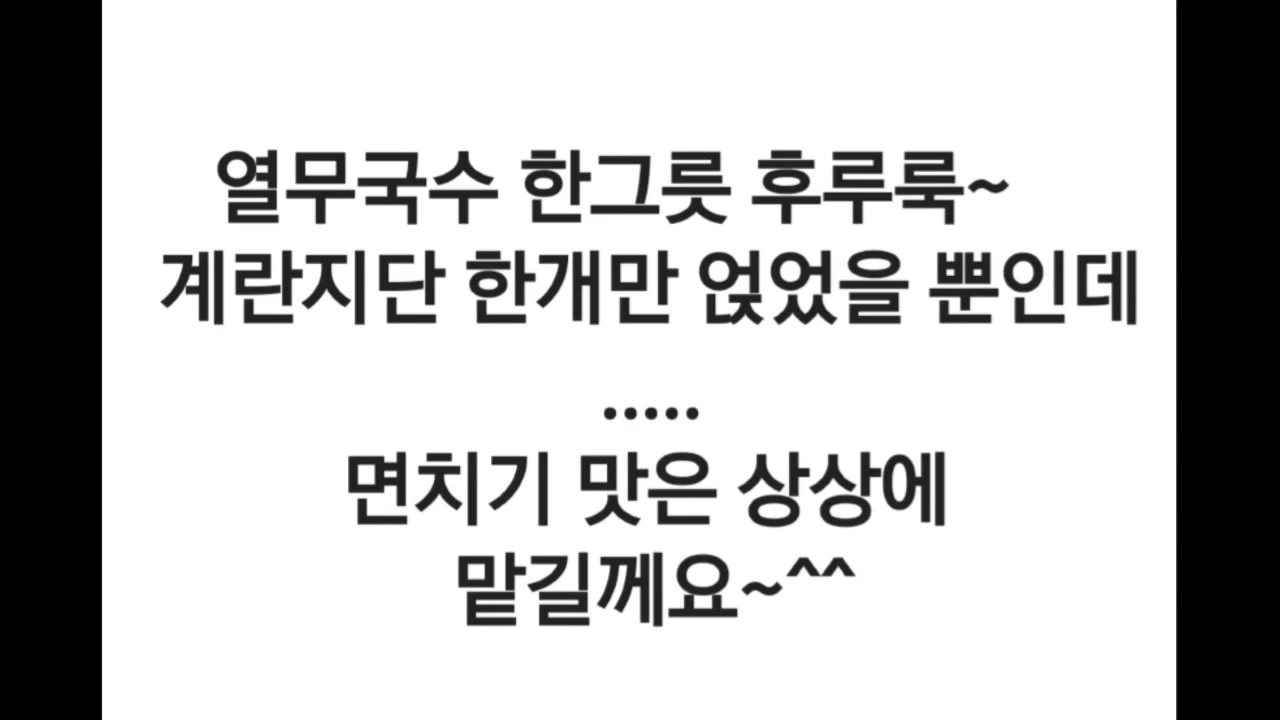 열무국수 한그릇 후루룩~
계란지단 한개만 얹었을 뿐인데
.....
면치기 맛은 상상에
맡길께요~^^